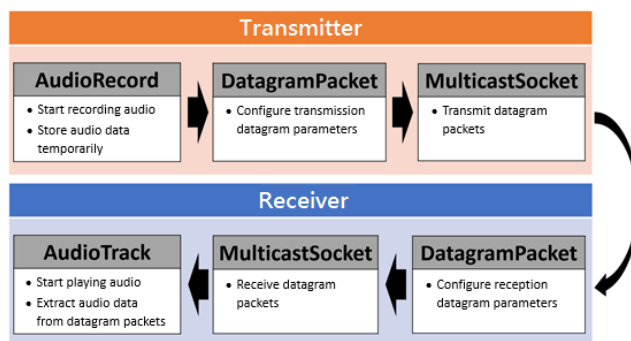 Transmitter
AudioRecord
• Start recording audio
• Store audio data
temporarily
DatagramPacket
• Configure transmission
datagram parameters
MulticastSocket
• Transmit datagram
packets
Receiver
AudioTrack
• Start playing audio
• Extract audio data
from datagram packets
MulticastSocket
• Receive datagram
packets
DatagramPacket
• Configure reception
datagram parameters